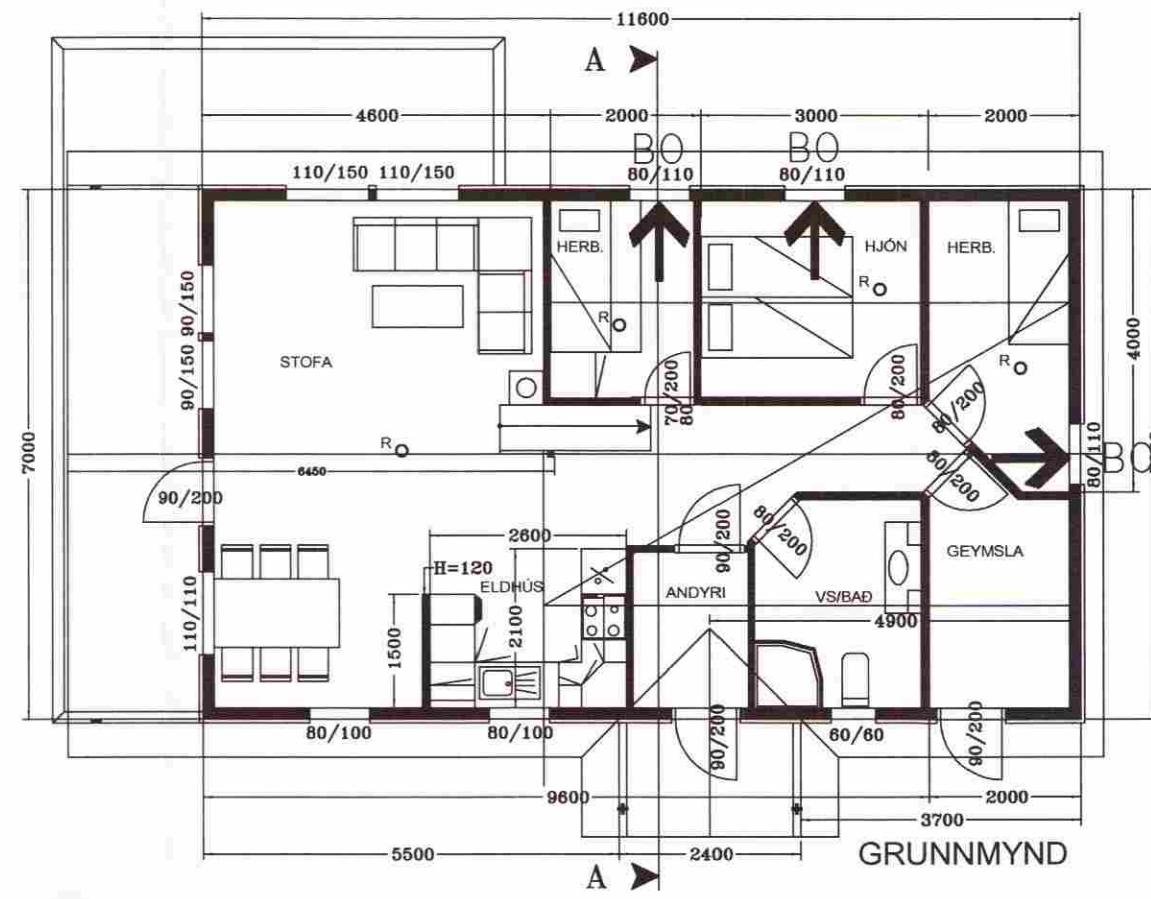 11600
A
4600
2000
3000
2000
BO
BO
110/150
110/150
80/110
80/110
HERB.
HJÓN
HERB.
R
R
90/150
STOFA
90/150
4000
R
70/200
80
80/200
80/200
7000
R
6450
80/200
80/110
BO
90/200
2600
90/200
80/200
H=120
ELDHÚS
GEYMSLA
ANDYRI
VS/BAÐ
110/110
2100
1500
4900
80/100
80/100
90/200
60/60
90/200
9600
2000
3700
5500
2400
A
GRUNNMYND